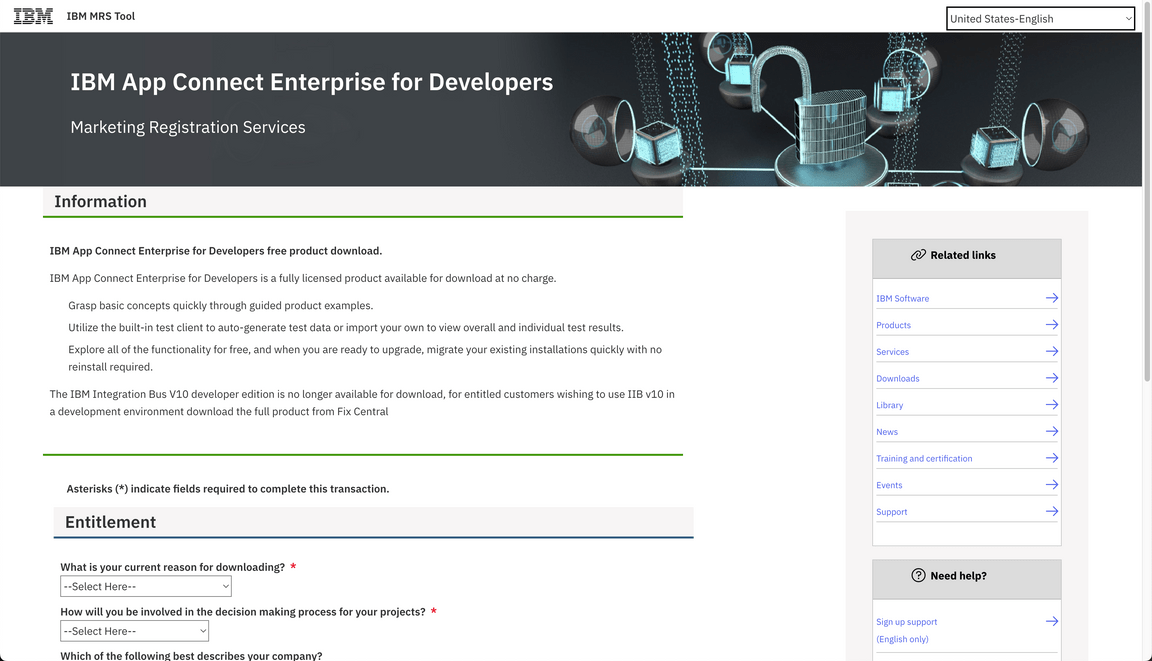 IBM IBM MRS Tool
United States-English
IBM App Connect Enterprise for Developers
Marketing Registration Services
Information
IBM App Connect Enterprise for Developers free product download.
IBM App Connect Enterprise for Developers is a fully licensed product available for download at no charge.
Grasp basic concepts quickly through guided product examples.
Utilize the built-in test client to auto-generate test data or import your own to view overall and individual test results.
Explore all of the functionality for free, and when you are ready to upgrade, migrate your existing installations quickly with no
reinstall required.
The IBM Integration Bus V10 developer edition is no longer available for download, for entitled customers wishing to use IIB v10 in
a development environment download the full product from Fix Central
Asterisks (*) indicate fields required to complete this transaction.
Entitlement
What is your current reason for downloading? *
--Select Here--
How will you be involved in the decision making process for your projects? *
--Select Here--
Which of the following best describes your company?
Related links
IBM Software
Products
Services
Downloads
Library
News
Training and certification
Events
Support
Need help?
Sign up support
(English only)